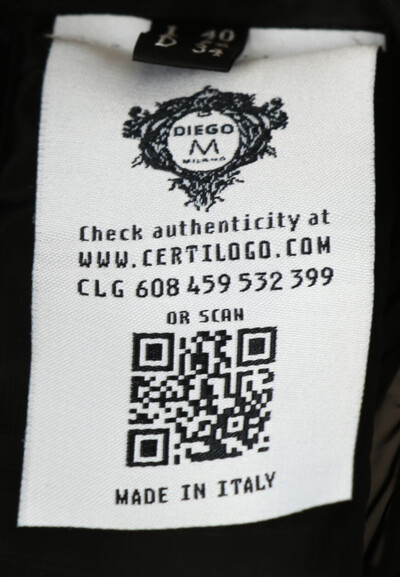 I 40
D 34
DIEGO
M
MILANO
Check authenticity at
WWW.CERTILOGO.COM
CLG 608 459 532 399
OR SCAN
MADE IN ITALY